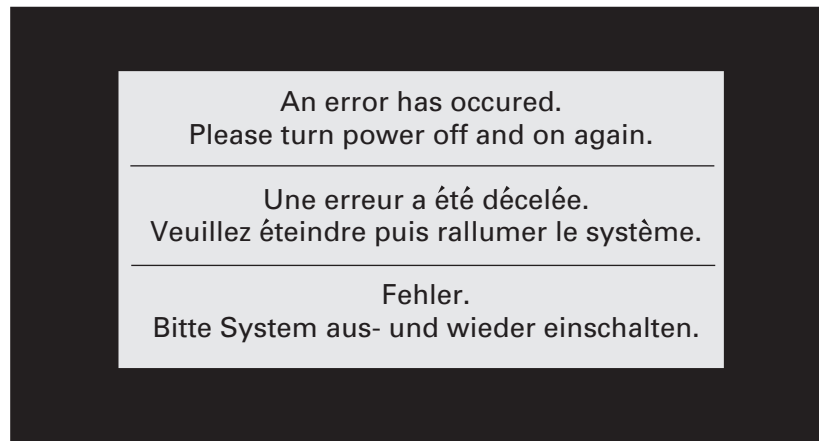 An error has occured.
Please turn power off and on again.
Une erreur a été décelée.
Veuillez éteindre puis rallumer le système.
Fehler.
Bitte System aus- und wieder einschalten.